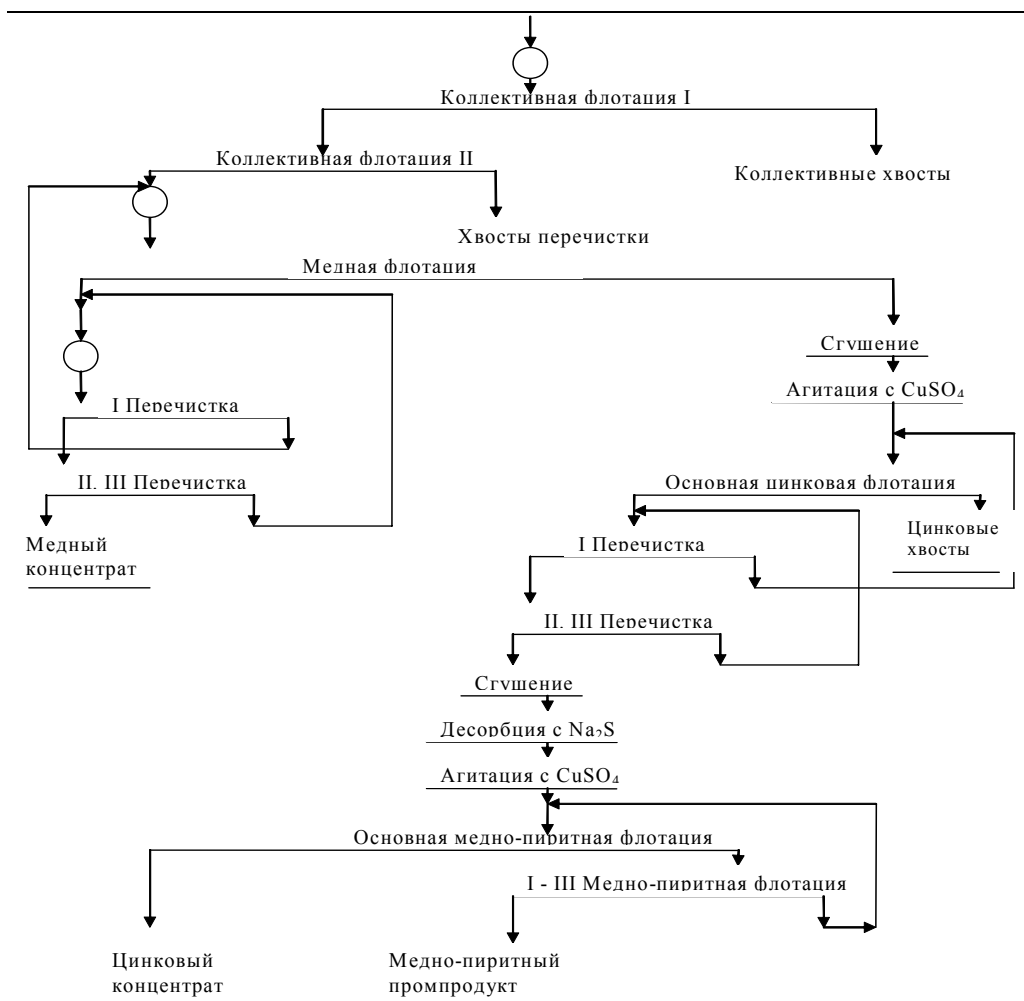 Коллективная флотация I
Коллективная флотация II
Коллективные хвосты
Хвосты перечистки
Медная флотация
Сгущение
Агитация с CuSO₄
I Перечистка
II. III Перечистка
Основная цинковая флотация
Медный
концентрат
Цинковые
хвосты
I Перечистка
II. III Перечистка
Сгущение
Десорбция с Na₂S
Агитация с CuSO₄
Основная медно-пиритная флотация
I - III Медно-пиритная флотация
Цинковый
концентрат
Медно-пиритный
промпродукт